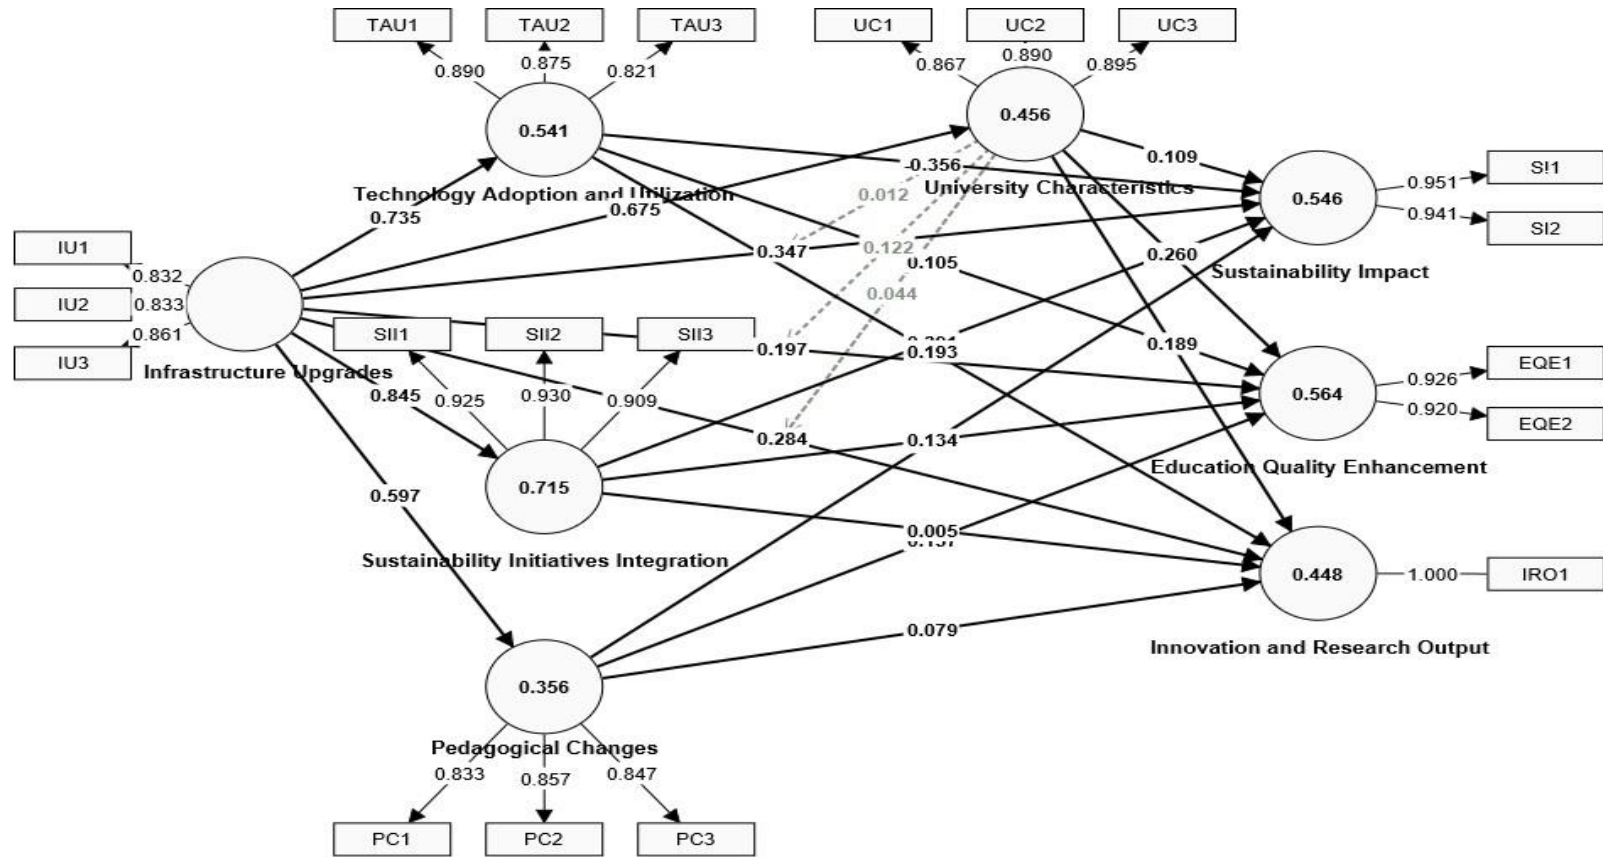 TAU1 TAU2 TAU3 UC1 UC2 UC3
0.890 0.875 0.821 0.867 0.890 0.895
0.541 0.456
0.109
-0.356
SI1
0.951
Technology Adoption and Utilization
University Characteristics
0.012
0.546
0.735 0.675
0.941
SI2
IU1
0.347 0.122 0.105 0.260
Sustainability Impact
0.832
IU2 0.833
0.044
0.861
IU3
SII1 SII2 SII3
0.197 0.193 0.189
Infrastructure Upgrades
EQE1
0.926
0.845 0.925 0.930 0.909
0.564
0.920
EQE2
0.284 0.134
Education Quality Enhancement
0.715
0.597
0.005
Sustainability Initiatives Integration
0.448 1.000 IRO1
0.079
Innovation and Research Output
0.356
Pedagogical Changes
0.833 0.857 0.847
PC1 PC2 PC3